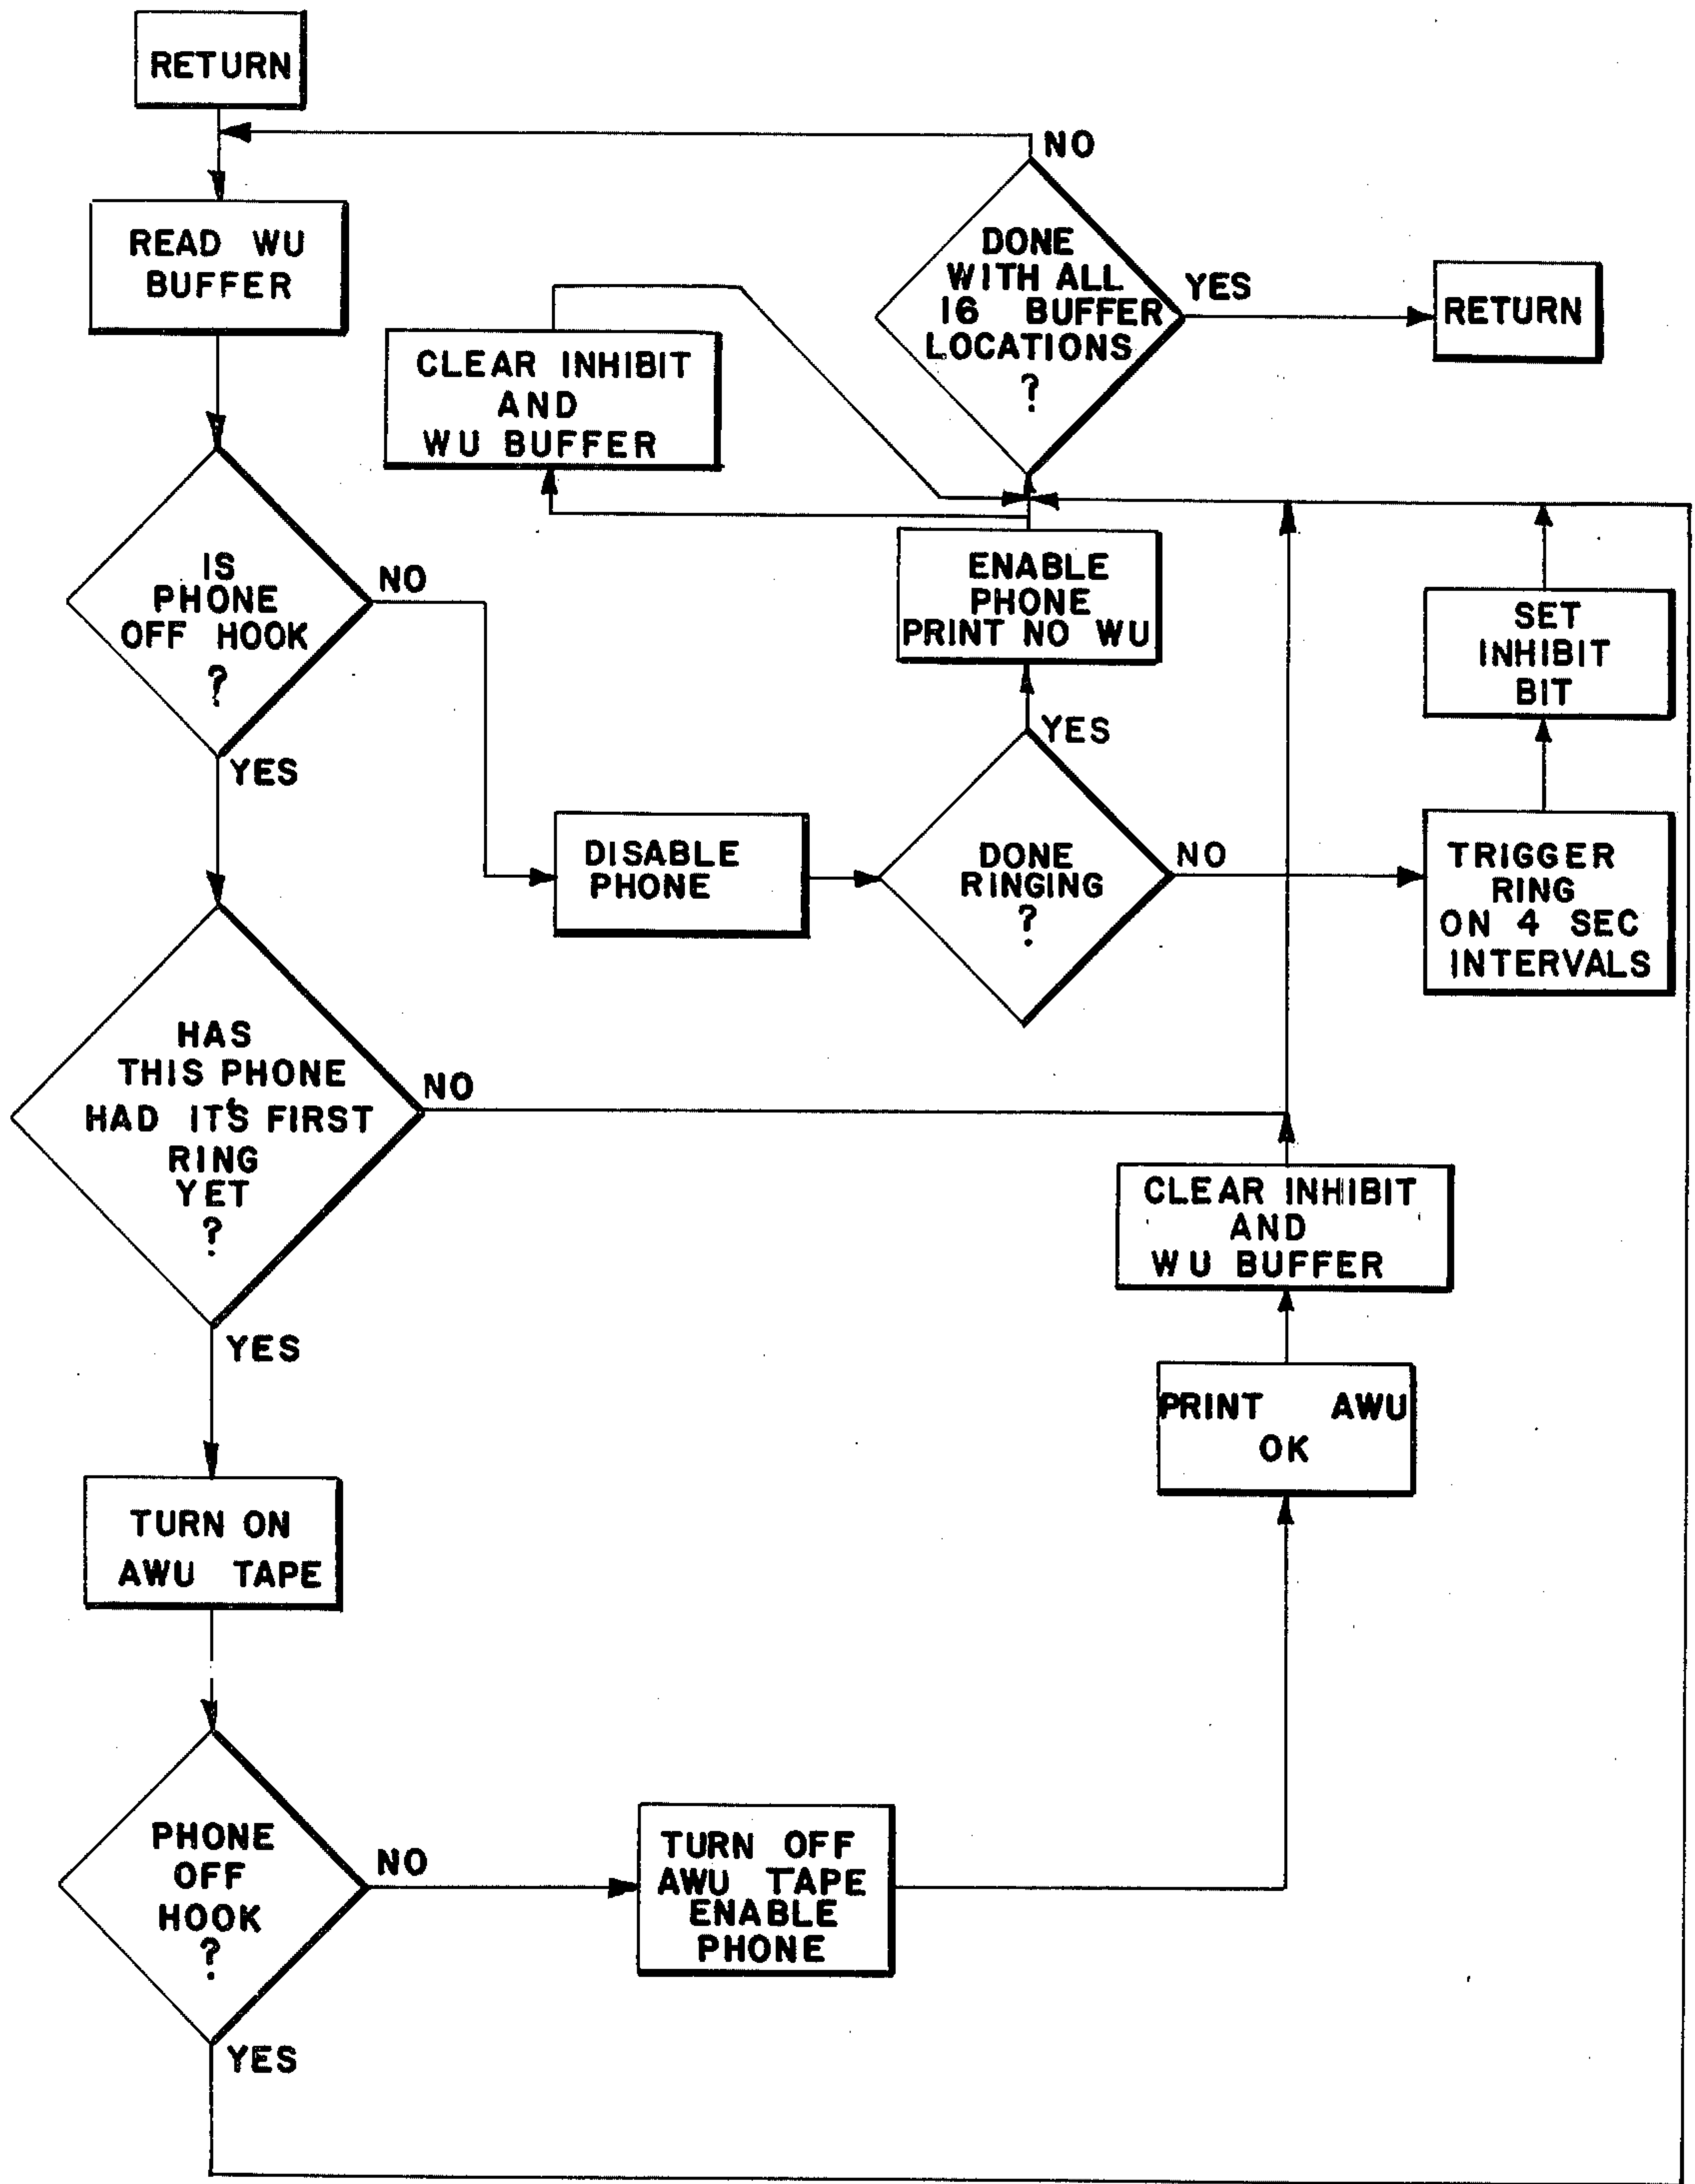 RETURN
READ WU
BUFFER
IS
PHONE
OFF HOOK
?
NO
YES
CLEAR INHIBIT
AND
WU BUFFER
NO
DONE
WITH ALL
16 BUFFER
LOCATIONS
?
YES
RETURN
ENABLE
PHONE
PRINT NO WU
YES
DISABLE
PHONE
DONE
RINGING
?
NO
SET
INHIBIT
BIT
TRIGGER
RING
ON 4 SEC
INTERVALS
HAS
THIS PHONE
HAD IT'S FIRST
RING
YET
?
NO
YES
CLEAR INHIBIT
AND
WU BUFFER
PRINT AWU
OK
TURN ON
AWU TAPE
PHONE
OFF
HOOK
?
NO
YES
TURN OFF
AWU TAPE
ENABLE
PHONE